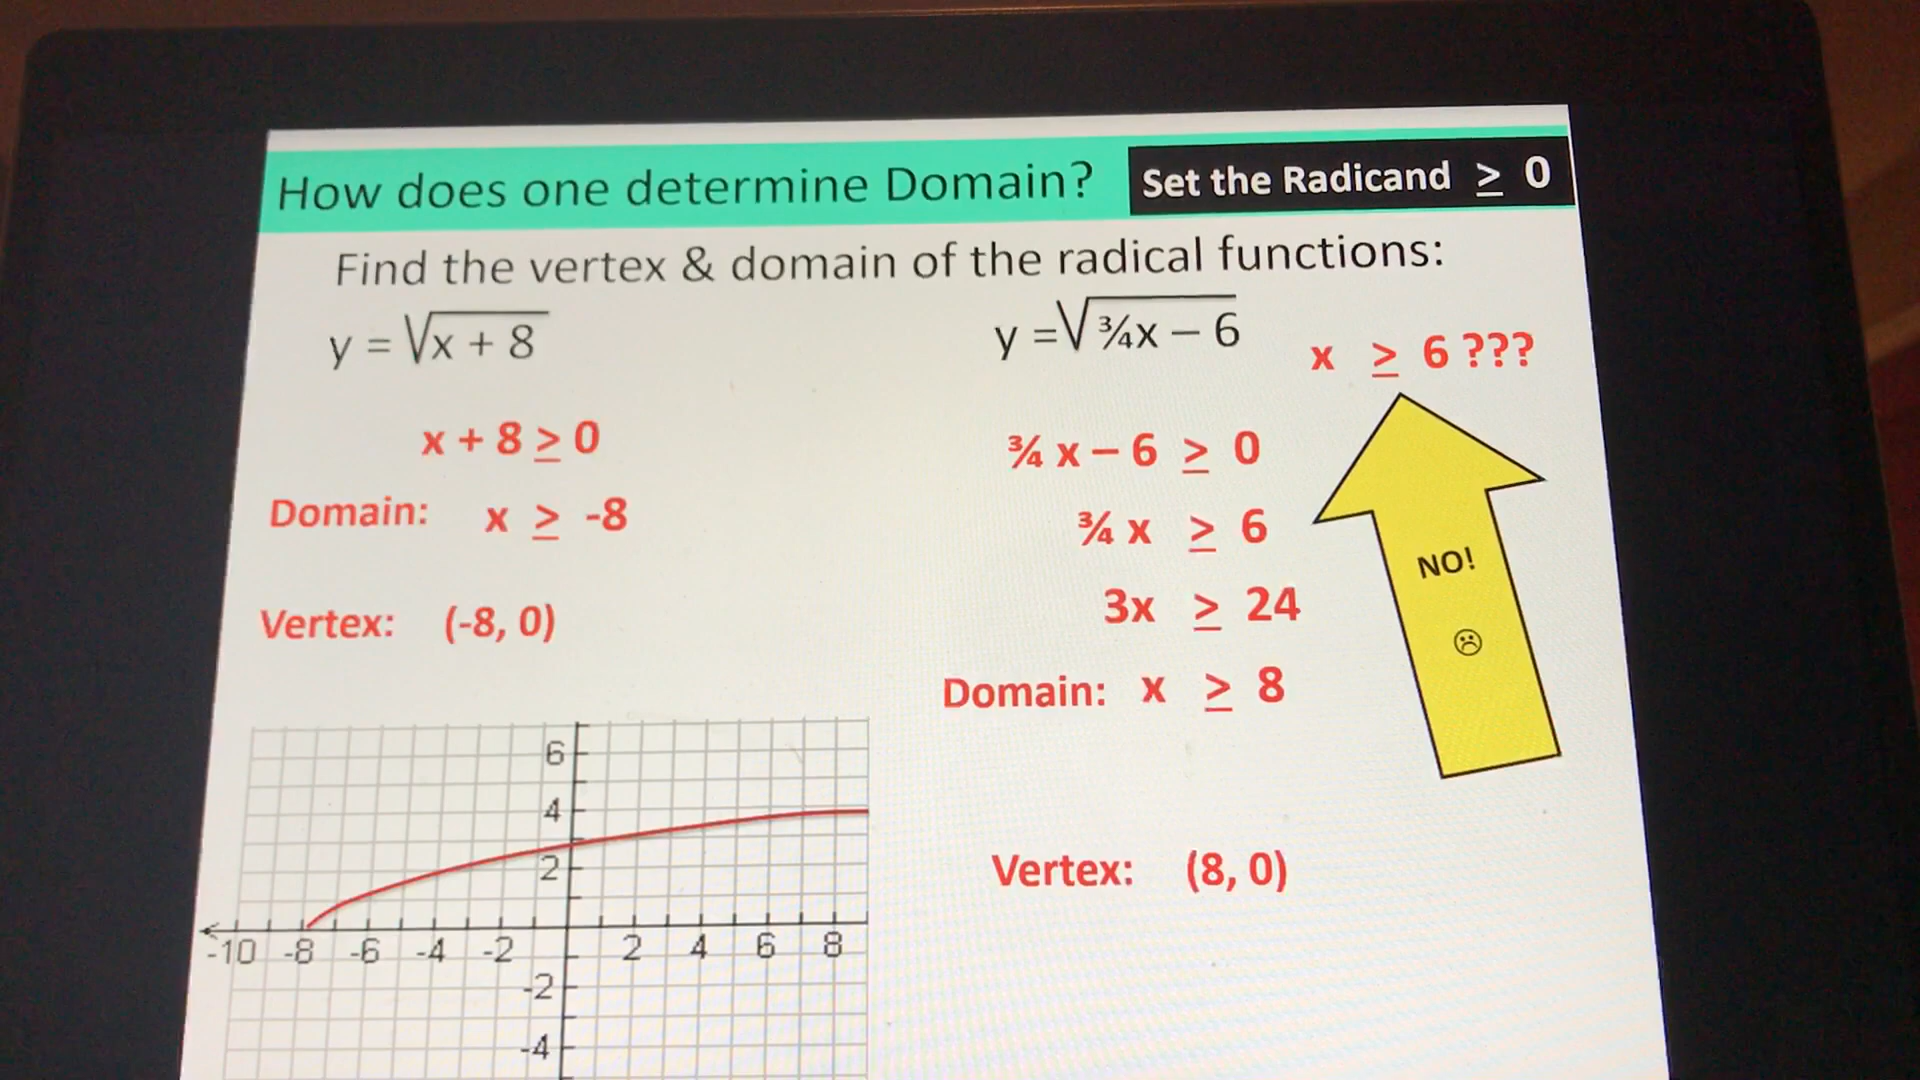 How does one determine Domain?
Set the Radicand ≥ 0
Find the vertex & domain of the radical functions:
y = √x + 8
x + 8 ≥ 0
Domain: x ≥ -8
Vertex: (-8, 0)
6
4
2
-10 -8 -6 -4 -2 2 4 6 8
-2
-4
y = √¾x – 6
x ≥ 6 ???
¾ x – 6 ≥ 0
¾ x ≥ 6
3x ≥ 24
Domain: x ≥ 8
Vertex: (8, 0)
NO!
☹